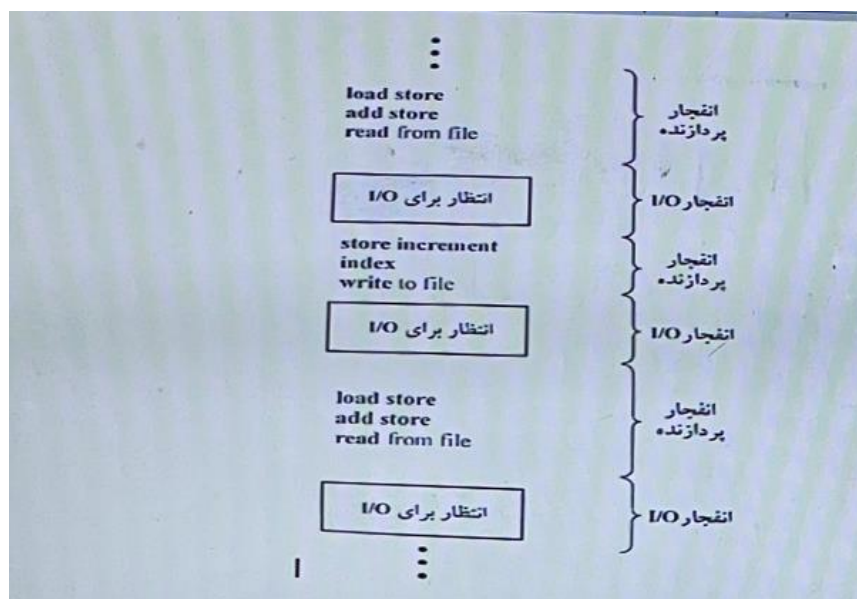 load store
add store
read from file
انفجار
پردازنده
انتظار برای I/O
انفجار I/O
store increment
index
write to file
انفجار
پردازنده
انتظار برای I/O
انفجار I/O
load store
add store
read from file
انفجار
پردازنده
انتظار برای I/O
انفجار I/O